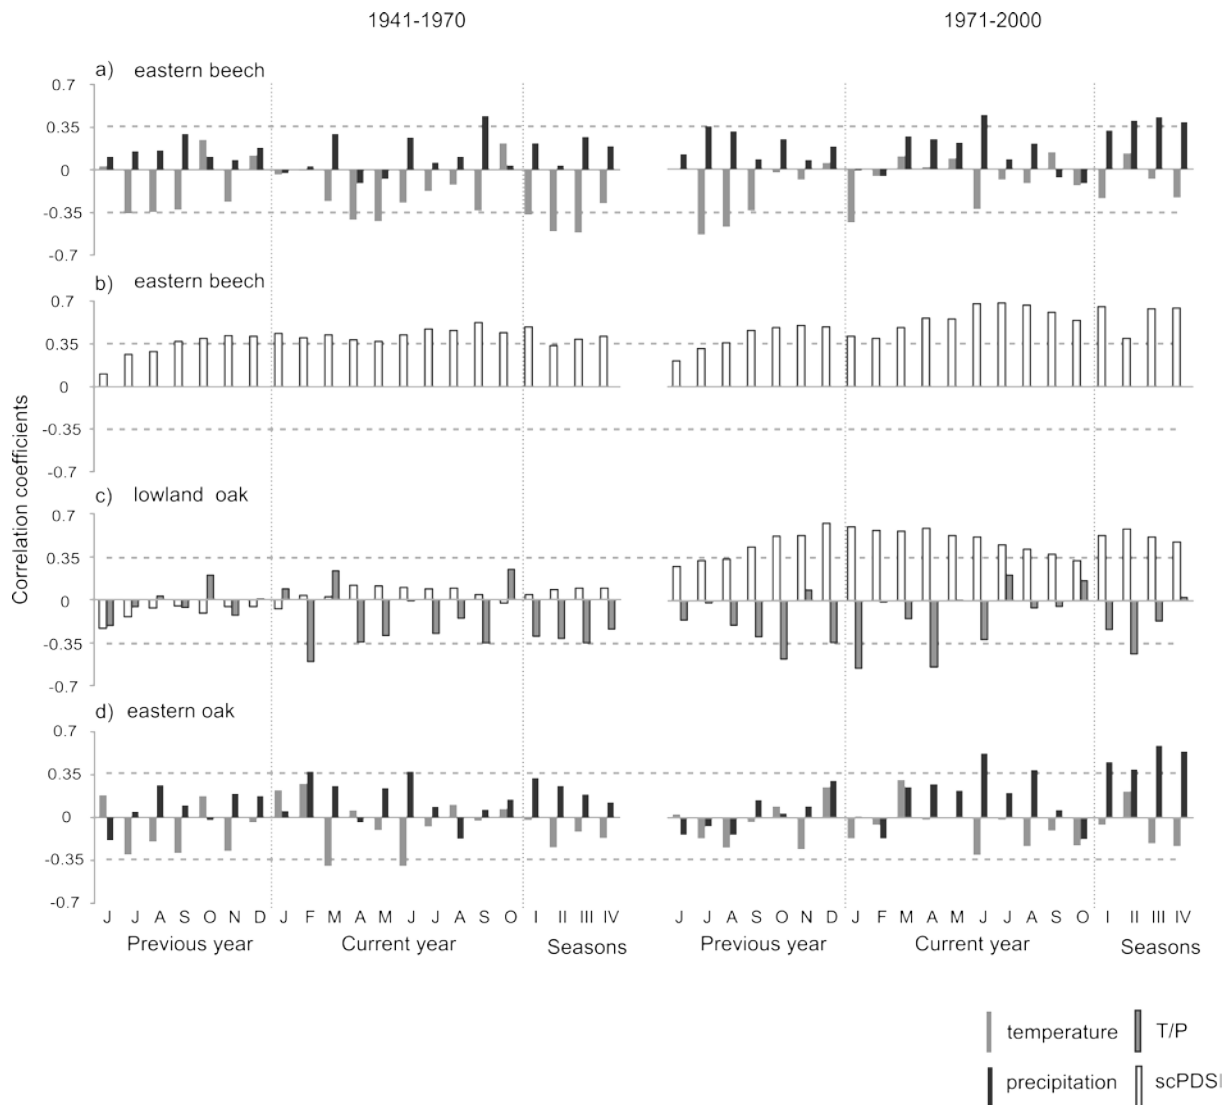 1941-1970 1971-2000
a) eastern beech
0.7
0.35
0
-0.35
-0.7
b) eastern beech
0.7
0.35
0
-0.35
-0.7
c) lowland oak
0.7
0.35
0
-0.35
-0.7
d) eastern oak
0.7
0.35
0
-0.35
-0.7
Correlation coefficients
J J A S O N D J F M A M J J A S O I II III IV J J A S O N D J F M A M J J A S O I II III IV
Previous year Current year Seasons Previous year Current year Seasons
temperature T/P
precipitation scPDSI